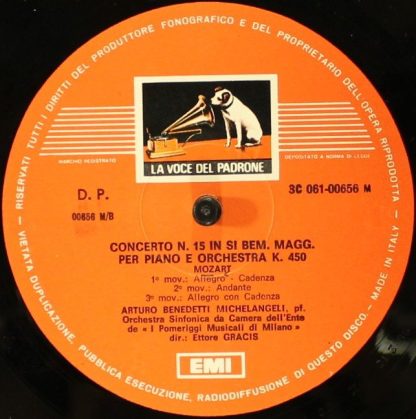 RISERVATI TUTTI I DIRITTI DEL PRODUTTORE FONOGRAFICO E DEL PROPRIETARIO DELL'OPERA RIPRODOTTA
LA VOCE DEL PADRONE
MARCHIO REGISTRATO
DEPOSITATO A NORMA DI LEGGE
D. P.
3C 061-00656 M
00656 M/B
CONCERTO N. 15 IN SI BEM. MAGG.
PER PIANO E ORCHESTRA K. 450
MOZART
1º mov.: Allegro - Cadenza
2º mov.: Andante
3º mov.: Allegro con Cadenza
ARTURO BENEDETTI MICHELANGELI, pf.
Orchestra Sinfonica da Camera dell'Ente
de « I Pomeriggi Musicali di Milano »
dir.: Ettore GRACIS
EMI
VIETATA DUPLICAZIONE, PUBBLICA ESECUZIONE, RADIODIFFUSIONE DI QUESTO DISCO - MADE IN ITALY -